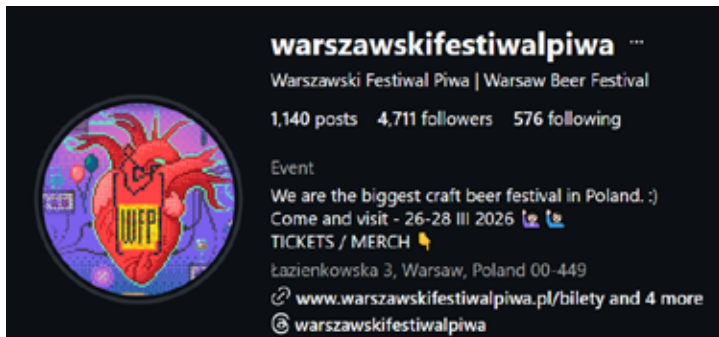 warszawskifestiwalpiwa ...
Warszawski Festiwal Piwa | Warsaw Beer Festival
1,140 posts 4,711 followers 576 following
Event
We are the biggest craft beer festival in Poland. :)
Come and visit - 26-28 III 2026 🙋🏻‍♀️ 🙋🏻‍♂️
TICKETS / MERCH 👇
Łazienkowska 3, Warsaw, Poland 00-449
www.warszawskifestiwalpiwa.pl/bilety and 4 more
warszawskifestiwalpiwa
WFP